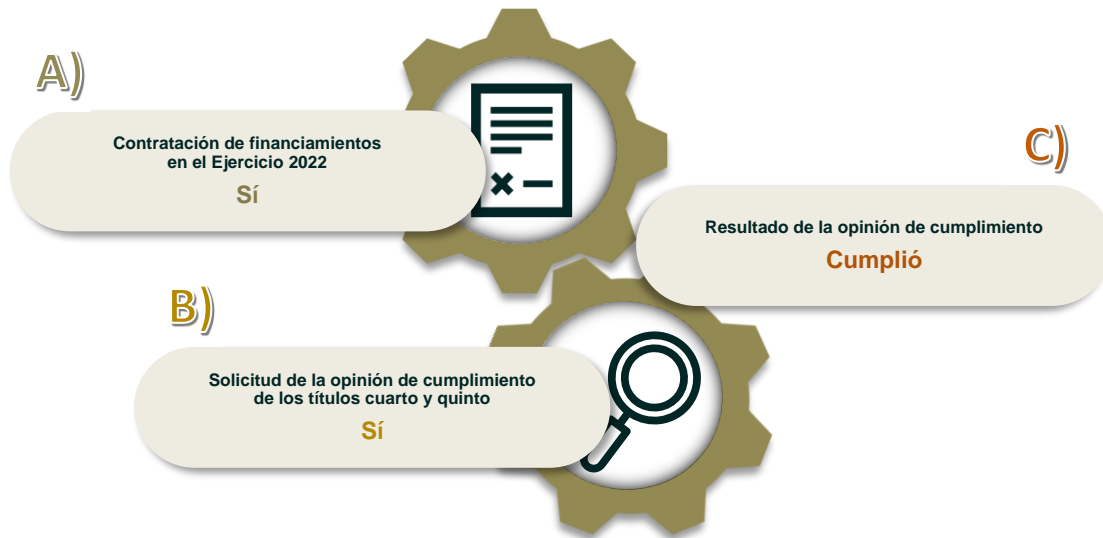 A)
Contratación de financiamientos
en el Ejercicio 2022
Sí
C)
Resultado de la opinión de cumplimiento
Cumplió
B)
Solicitud de la opinión de cumplimiento
de los títulos cuarto y quinto
Sí